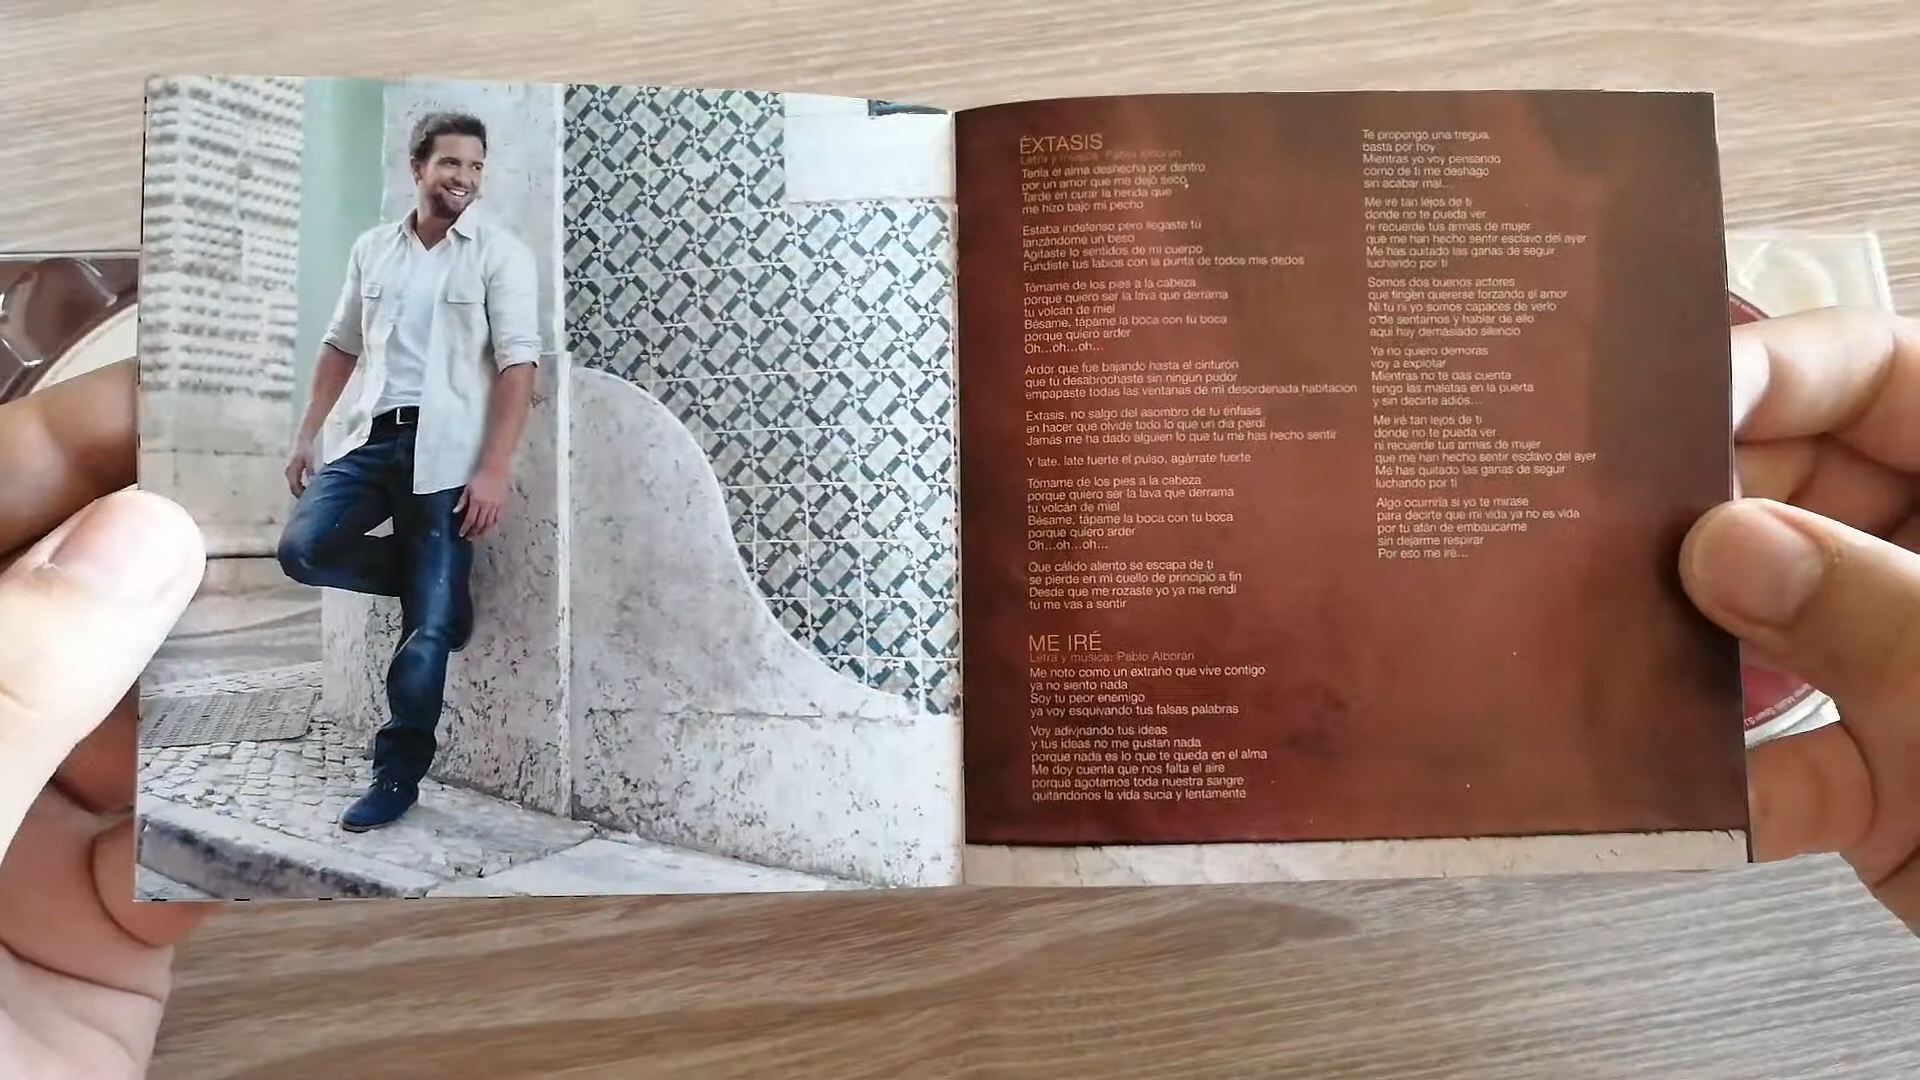 ÉXTASIS
Letra y música: Pablo Alborán
Tenía el alma deshecha por dentro
por un amor que me dejó seco,
Tarde en curar la herida que
me hizo bajo mi pecho
Estaba indefenso pero llegaste tu
lanzándome un beso
Agitaste lo sentidos de mi cuerpo
Fundiste tus labios con la punta de todos mis dedos
Tómame de los pies a la cabeza
porque quiero ser la lava que derrama
tu volcán de miel
Bésame, tápame la boca con tu boca
porque quiero arder
Oh...oh...oh...
Ardor que fue bajando hasta el cinturón
que tú desabrochaste sin ningún pudor
empapaste todas las ventanas de mi desordenada habitación
Éxtasis, no salgo del asombro de tu énfasis
en hacer que olvide todo lo que un día perdí
Jamás me ha dado alguien lo que tu me has hecho sentir
Y late, late fuerte el pulso, agárrate fuerte
Tómame de los pies a la cabeza
porque quiero ser la lava que derrama
tu volcán de miel
Bésame, tápame la boca con tu boca
porque quiero arder
Oh...oh...oh...
Que cálido aliento se escapa de ti
se pierde en mi cuello de principio a fin
Desde que me rozaste yo ya me rendí
tu me vas a sentir
ME IRÉ
Letra y música: Pablo Alborán
Me noto como un extraño que vive contigo
ya no siento nada
Soy tu peor enemigo
ya voy esquivando tus falsas palabras
Voy adivinando tus ideas
y tus ideas no me gustan nada
porque nada es lo que te queda en el alma
Me doy cuenta que nos falta el aire
porque agotamos toda nuestra sangre
quitándonos la vida sucia y lentamente
Te propongo una tregua,
basta por hoy
Mientras yo voy pensando
como de ti me deshago
sin acabar mal...
Me iré tan lejos de ti
donde no te pueda ver
ni recuerde tus armas de mujer
que me han hecho sentir esclavo del ayer
Me has quitado las ganas de seguir
luchando por ti
Somos dos buenos actores
que fingen quererse forzando el amor
Ni tu ni yo somos capaces de verlo
o de sentarnos y hablar de ello
aquí hay demasiado silencio
Ya no quiero demoras
voy a explotar
Mientras no te das cuenta
tengo las maletas en la puerta
y sin decirte adiós...
Me iré tan lejos de ti
donde no te pueda ver
ni recuerde tus armas de mujer
que me han hecho sentir esclavo del ayer
Me has quitado las ganas de seguir
luchando por ti
Algo ocurriría si yo te mirase
para decirte que mi vida ya no es vida
por tu afán de embaucarme
sin dejarme respirar
Por eso me iré...